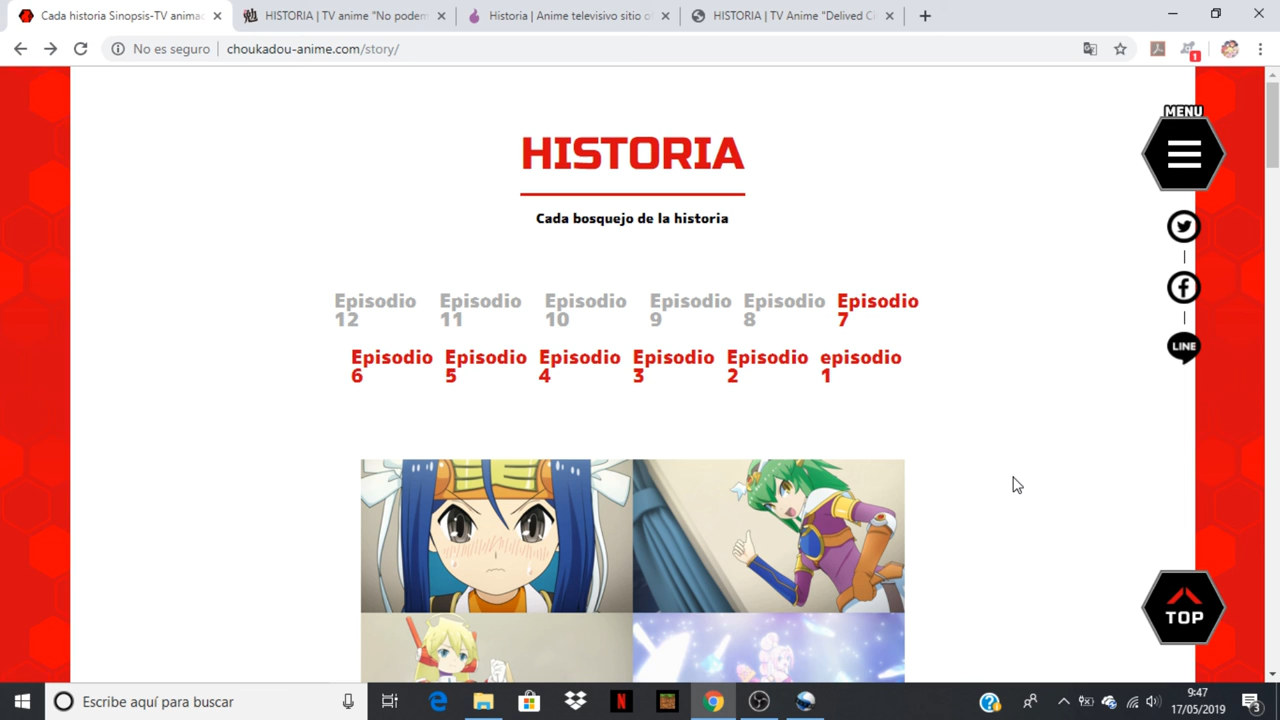 Cada historia Sinopsis-TV animac
HISTORIA | TV anime "No podem
Historia | Anime televisivo sitio o
HISTORIA | TV Anime "Delived Ci
No es seguro
choukadou-anime.com/story/
1
MENU
HISTORIA
Cada bosquejo de la historia
Episodio 12
Episodio 11
Episodio 10
Episodio 9
Episodio 8
Episodio 7
Episodio 6
Episodio 5
Episodio 4
Episodio 3
Episodio 2
episodio 1
LINE
TOP
Escribe aquí para buscar
9:47
17/05/2019
3